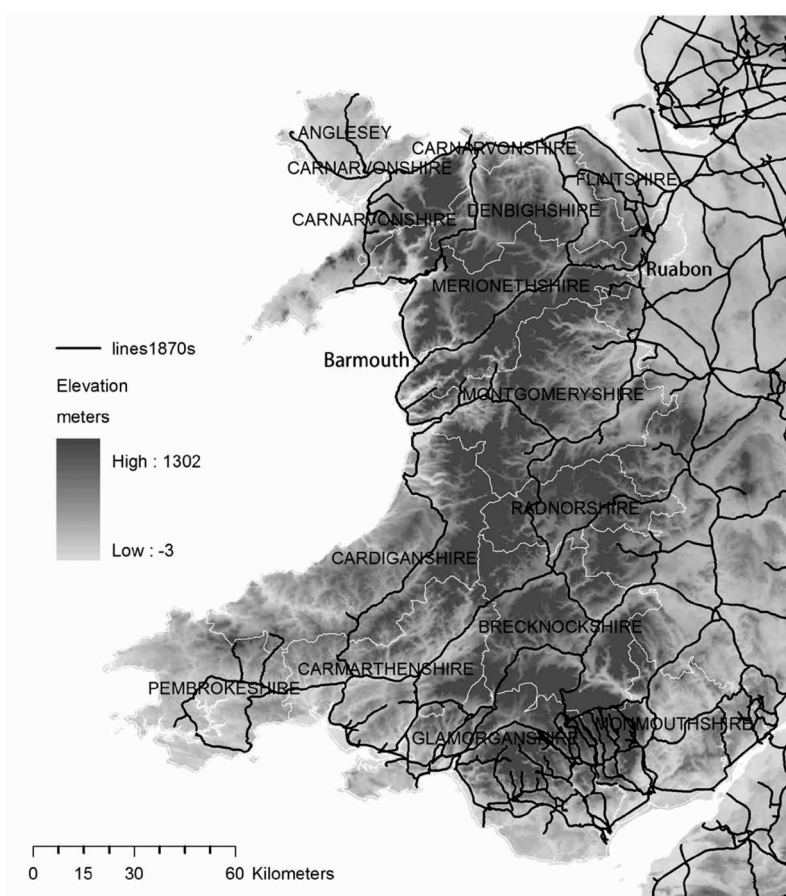 ANGLESEY
CARNARVONSHIRE
CARNARVONSHIRE
FLINTSHIRE
DENBIGHSHIRE
CARNARVONSHIRE
Ruabon
MERIONETHSHIRE
lines1870s
Barmouth
Elevation
meters
MONTGOMERYSHIRE
High : 1302
RADNORSHIRE
Low : -3
CARDIGANSHIRE
BRECKNOCKSHIRE
CARMARTHENSHIRE
PEMBROKESHIRE
MONMOUTHSHIRE
GLAMORGANSHIRE
0 15 30 60 Kilometers